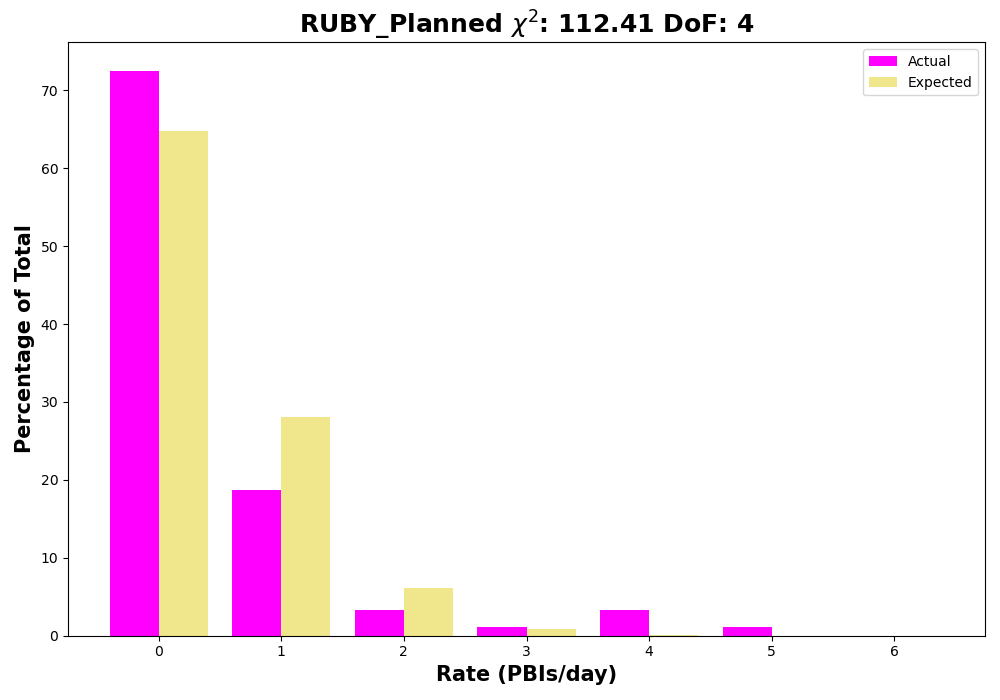 RUBY_Planned χ²: 112.41 DoF: 4
Actual
Expected
Percentage of Total
70
60
50
40
30
20
10
0
0 1 2 3 4 5 6
Rate (PBIs/day)